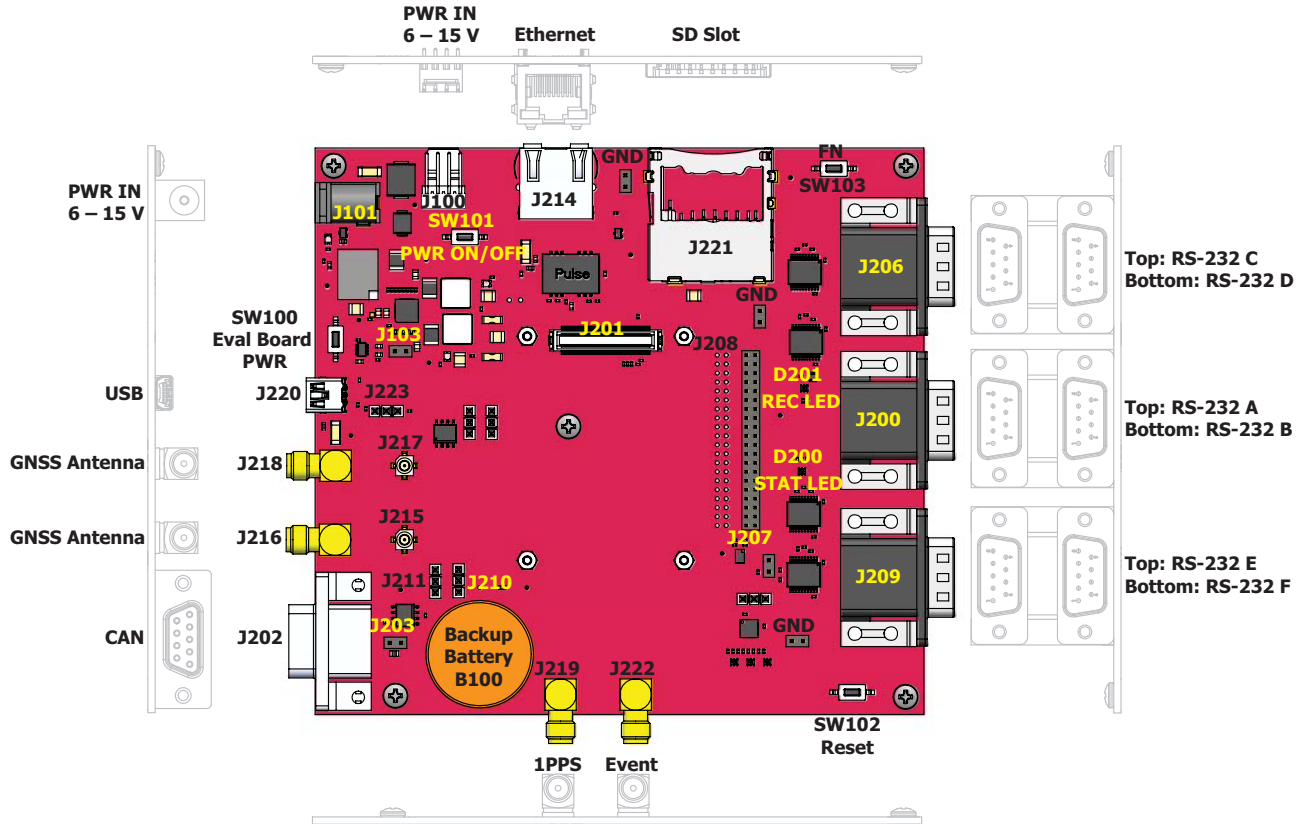 PWR IN
6 – 15 V
Ethernet
SD Slot
PWR IN
6 – 15 V
J101
J100
SW101
PWR ON/OFF
J214
GND
J221
FN
SW103
J206
Top: RS-232 C
Bottom: RS-232 D
Pulse
GND
SW100
Eval Board
PWR
J103
J201
J208
USB
J220
J223
D201
REC LED
J200
Top: RS-232 A
Bottom: RS-232 B
GNSS Antenna
J218
J217
D200
STAT LED
GNSS Antenna
J216
J215
J207
J209
Top: RS-232 E
Bottom: RS-232 F
J211
J210
CAN
J202
J203
Backup
Battery
B100
J219
J222
GND
SW102
Reset
1PPS
Event